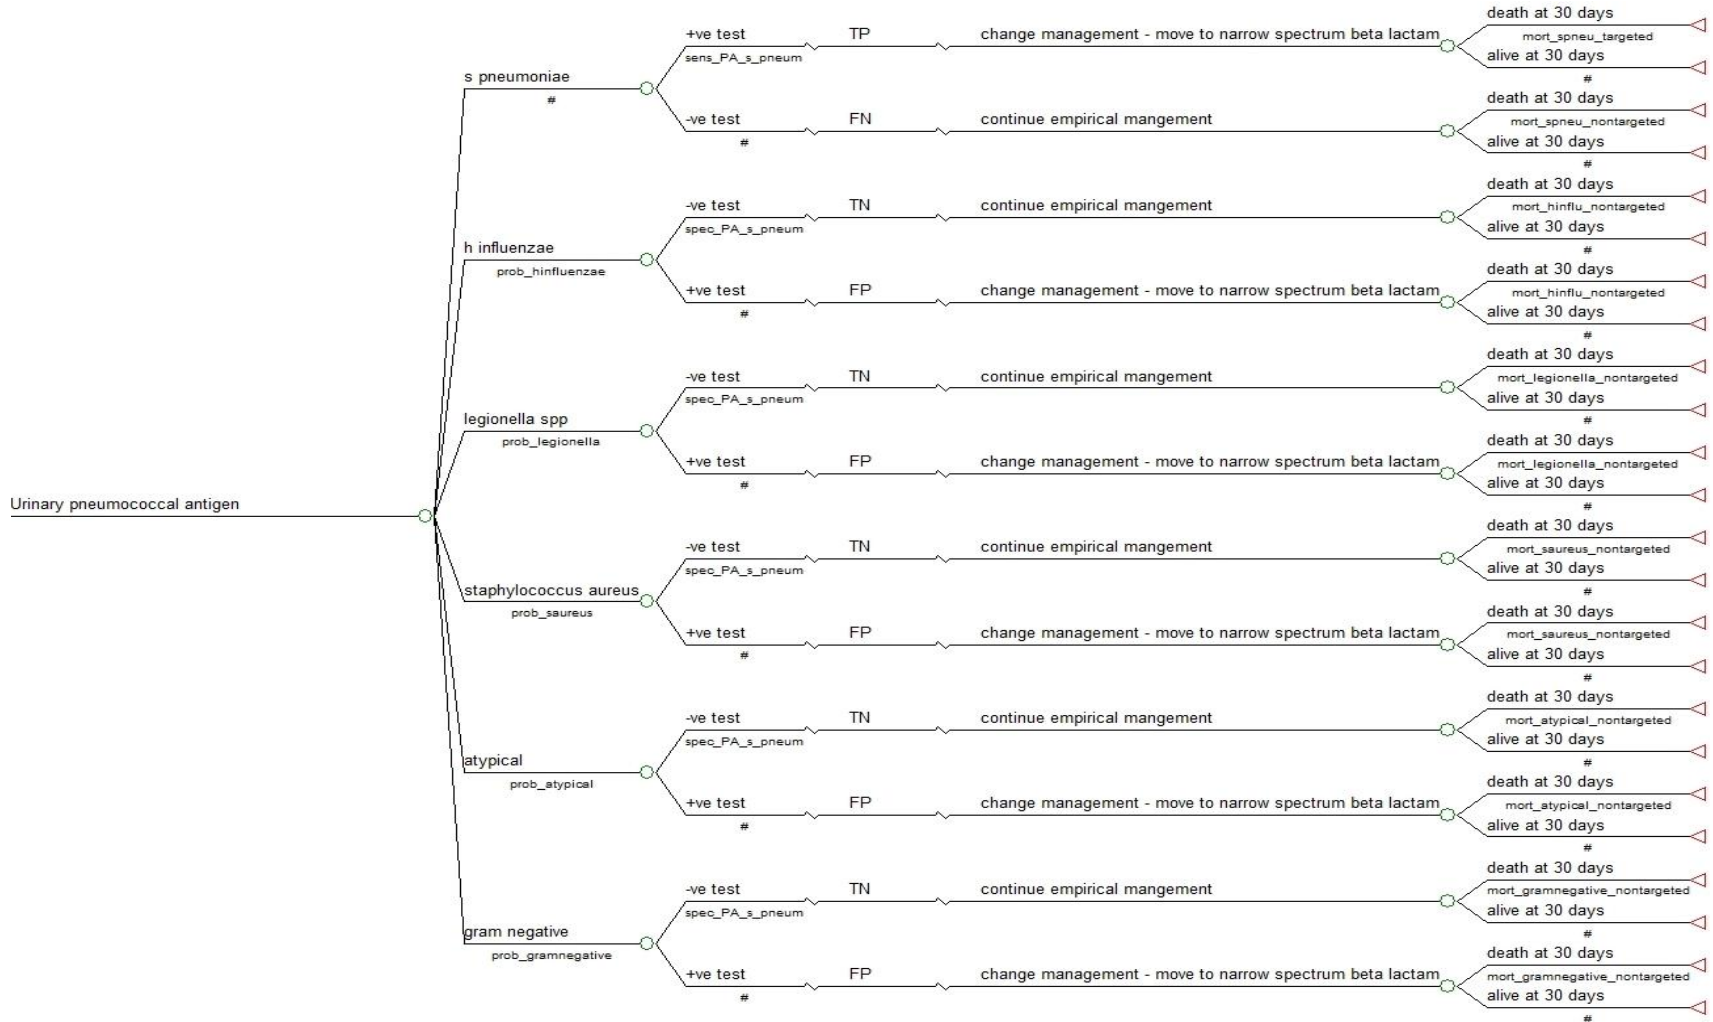 death at 30 days
+ve test TP change management - move to narrow spectrum beta lactam
mort_spneu_targeted
sens_PA_s_pneum
alive at 30 days
s pneumoniae
#
#
death at 30 days
-ve test FN continue empirical mangement
mort_spneu_nontargeted
#
alive at 30 days
#
death at 30 days
-ve test TN continue empirical mangement
mort_hinflu_nontargeted
spec_PA_s_pneum
alive at 30 days
h influenzae
#
prob_hinfluenzae
death at 30 days
+ve test FP change management - move to narrow spectrum beta lactam
mort_hinflu_nontargeted
#
alive at 30 days
#
death at 30 days
-ve test TN continue empirical mangement
mort_legionella_nontargeted
spec_PA_s_pneum
alive at 30 days
legionella spp
#
prob_legionella
death at 30 days
+ve test FP change management - move to narrow spectrum beta lactam
mort_legionella_nontargeted
#
alive at 30 days
Urinary pneumococcal antigen
#
death at 30 days
-ve test TN continue empirical mangement
mort_saureus_nontargeted
spec_PA_s_pneum
alive at 30 days
staphylococcus aureus
#
prob_saureus
death at 30 days
+ve test FP change management - move to narrow spectrum beta lactam
mort_saureus_nontargeted
#
alive at 30 days
#
death at 30 days
-ve test TN continue empirical mangement
mort_atypical_nontargeted
spec_PA_s_pneum
alive at 30 days
atypical
#
prob_atypical
death at 30 days
+ve test FP change management - move to narrow spectrum beta lactam
mort_atypical_nontargeted
#
alive at 30 days
#
death at 30 days
-ve test TN continue empirical mangement
mort_gramnegative_nontargeted
spec_PA_s_pneum
alive at 30 days
gram negative
#
prob_gramnegative
death at 30 days
+ve test FP change management - move to narrow spectrum beta lactam
mort_gramnegative_nontargeted
#
alive at 30 days
#